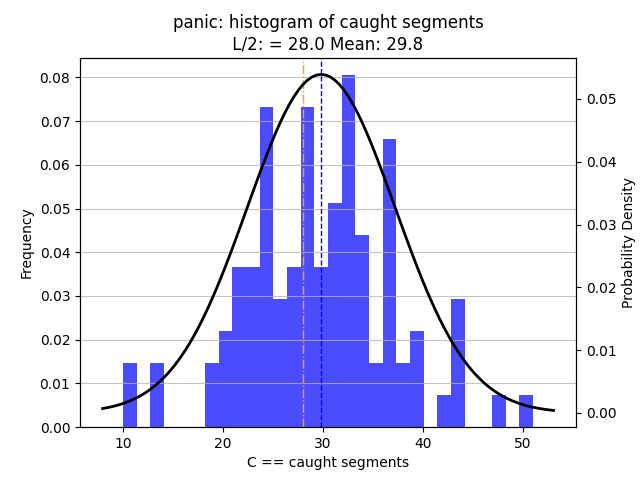 panic: histogram of caught segments
L/2: = 28.0 Mean: 29.8
0.08
0.07
0.06
0.05
0.04
0.03
0.02
0.01
0.00
Frequency
0.05
0.04
0.03
0.02
0.01
0.00
Probability Density
10 20 30 40 50
C == caught segments